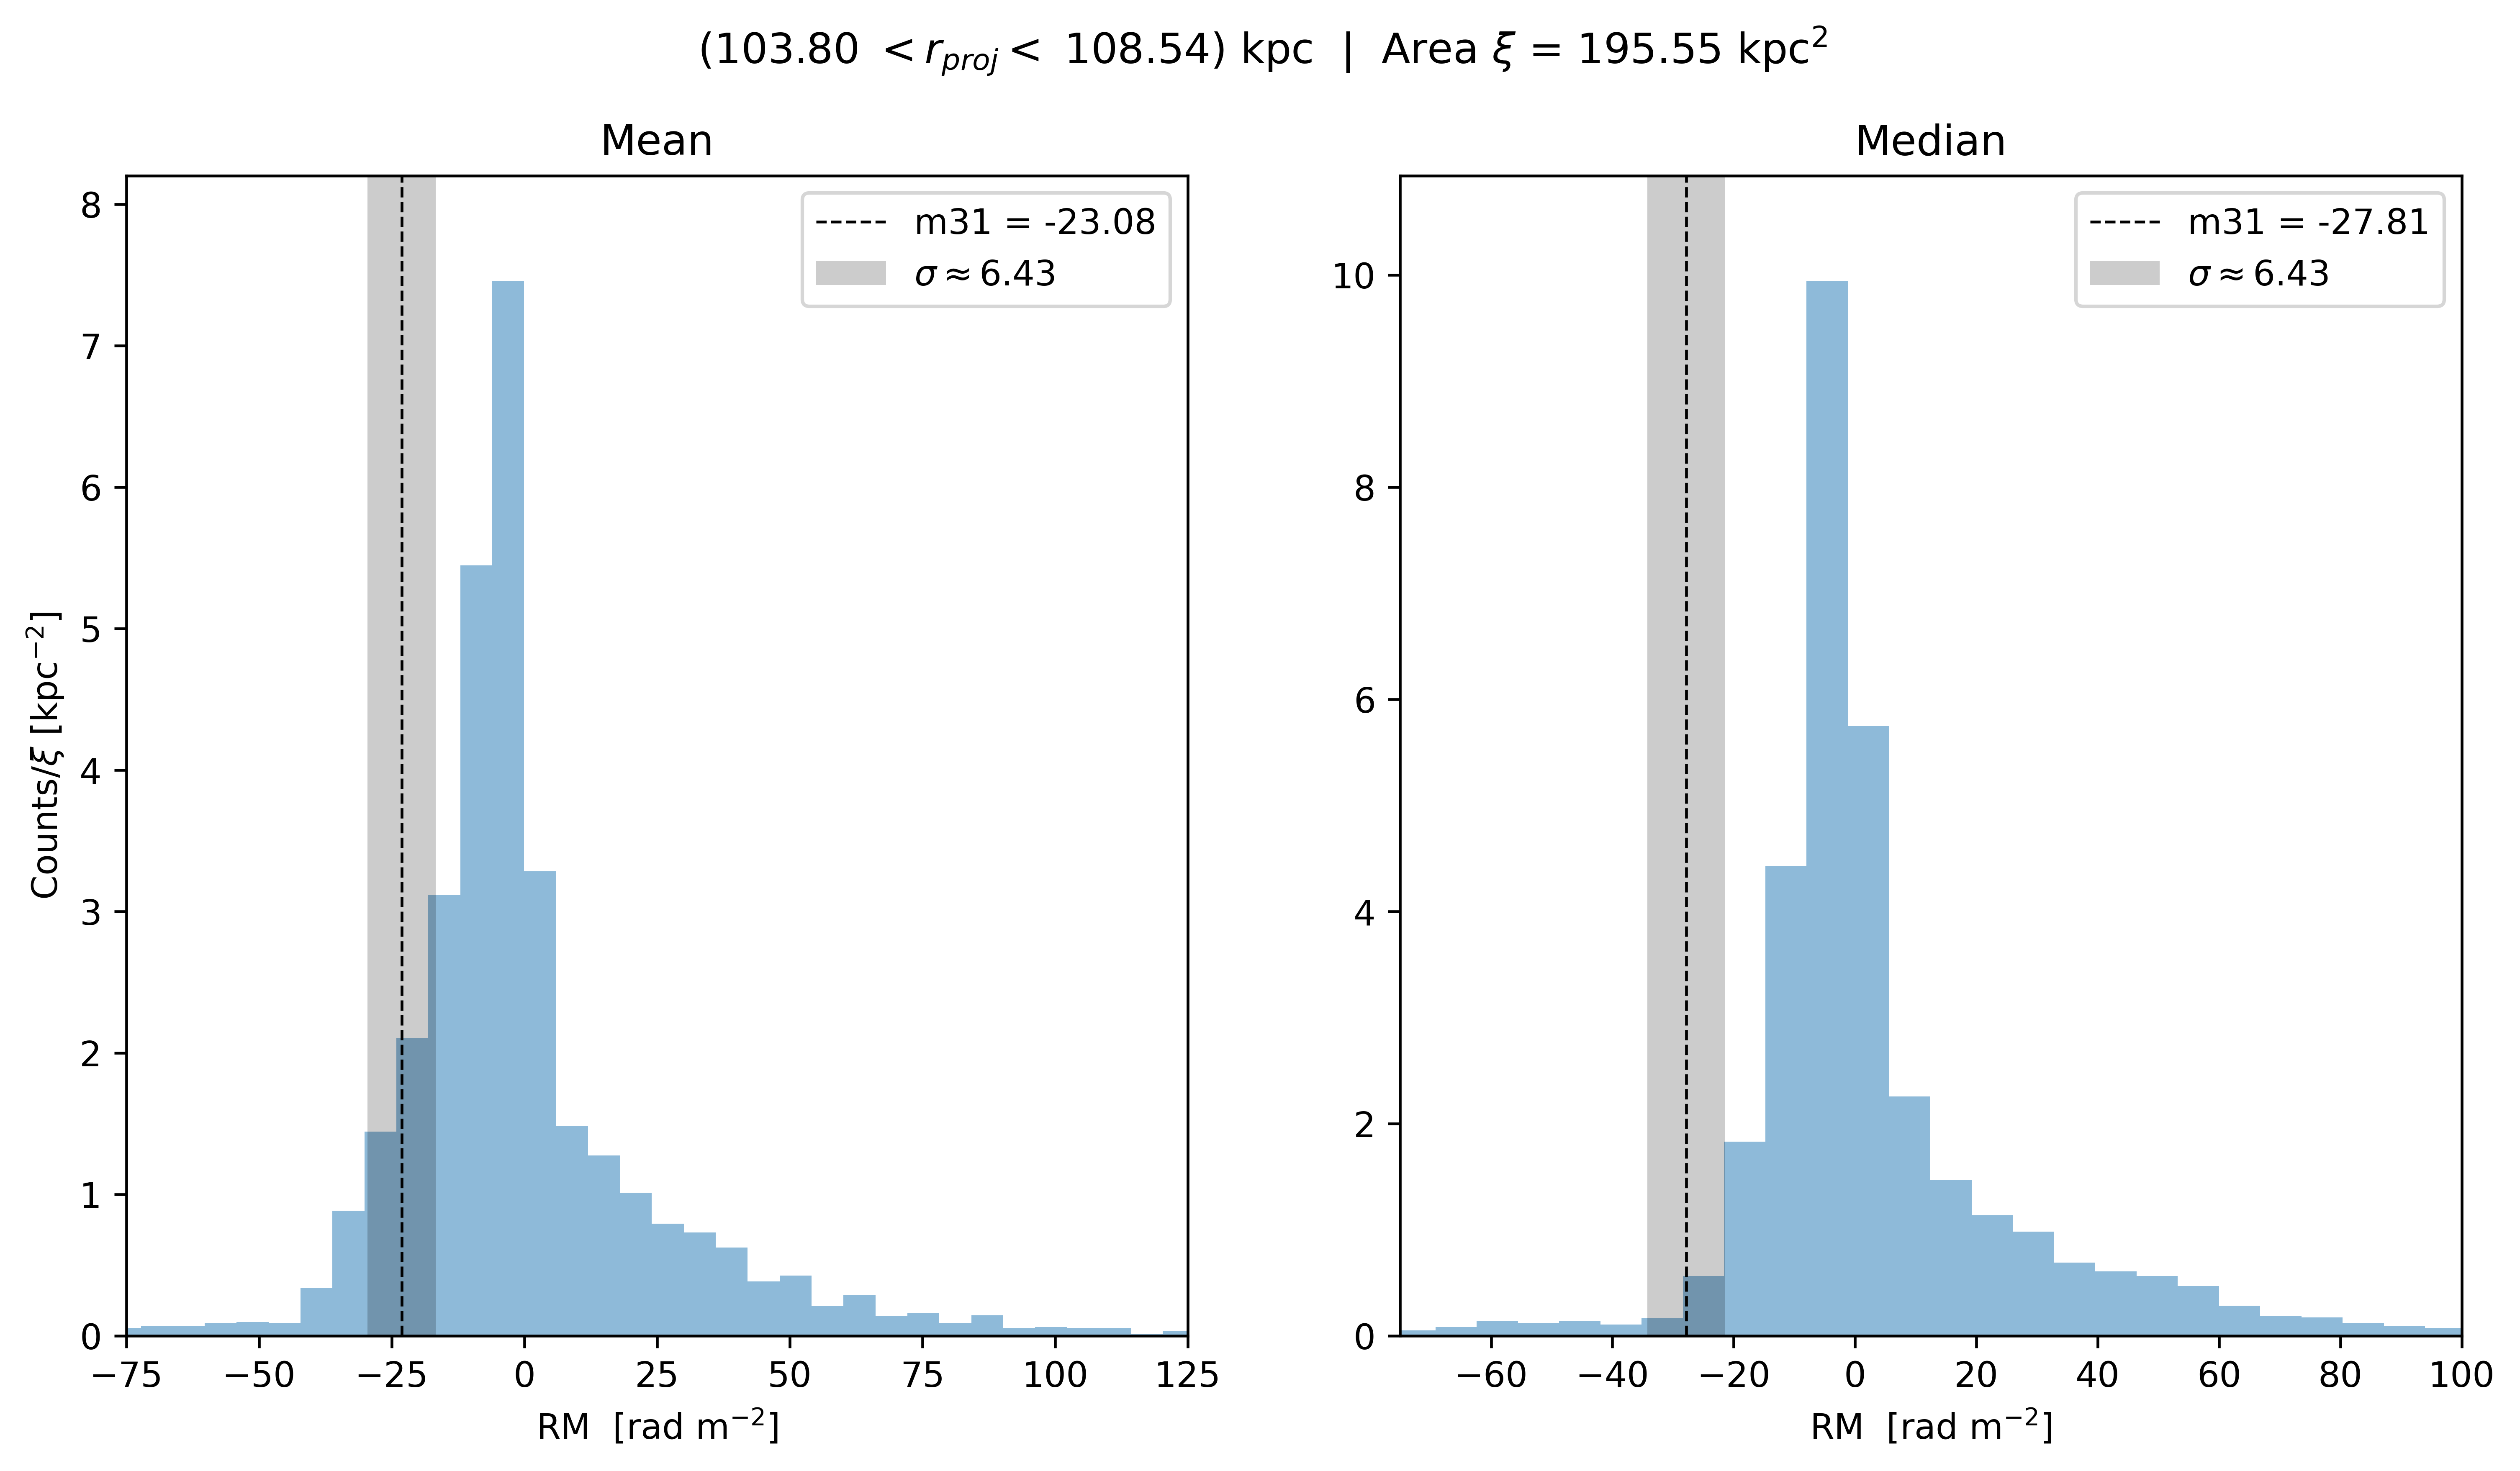 (103.80 < r_proj < 108.54) kpc | Area ξ = 195.55 kpc²
Mean
m31 = -23.08
σ ≈ 6.43
Counts/ξ [kpc⁻²]
8
7
6
5
4
3
2
1
0
−75 −50 −25 0 25 50 75 100 125
RM [rad m⁻²]
Median
m31 = -27.81
σ ≈ 6.43
10
8
6
4
2
0
−60 −40 −20 0 20 40 60 80 100
RM [rad m⁻²]